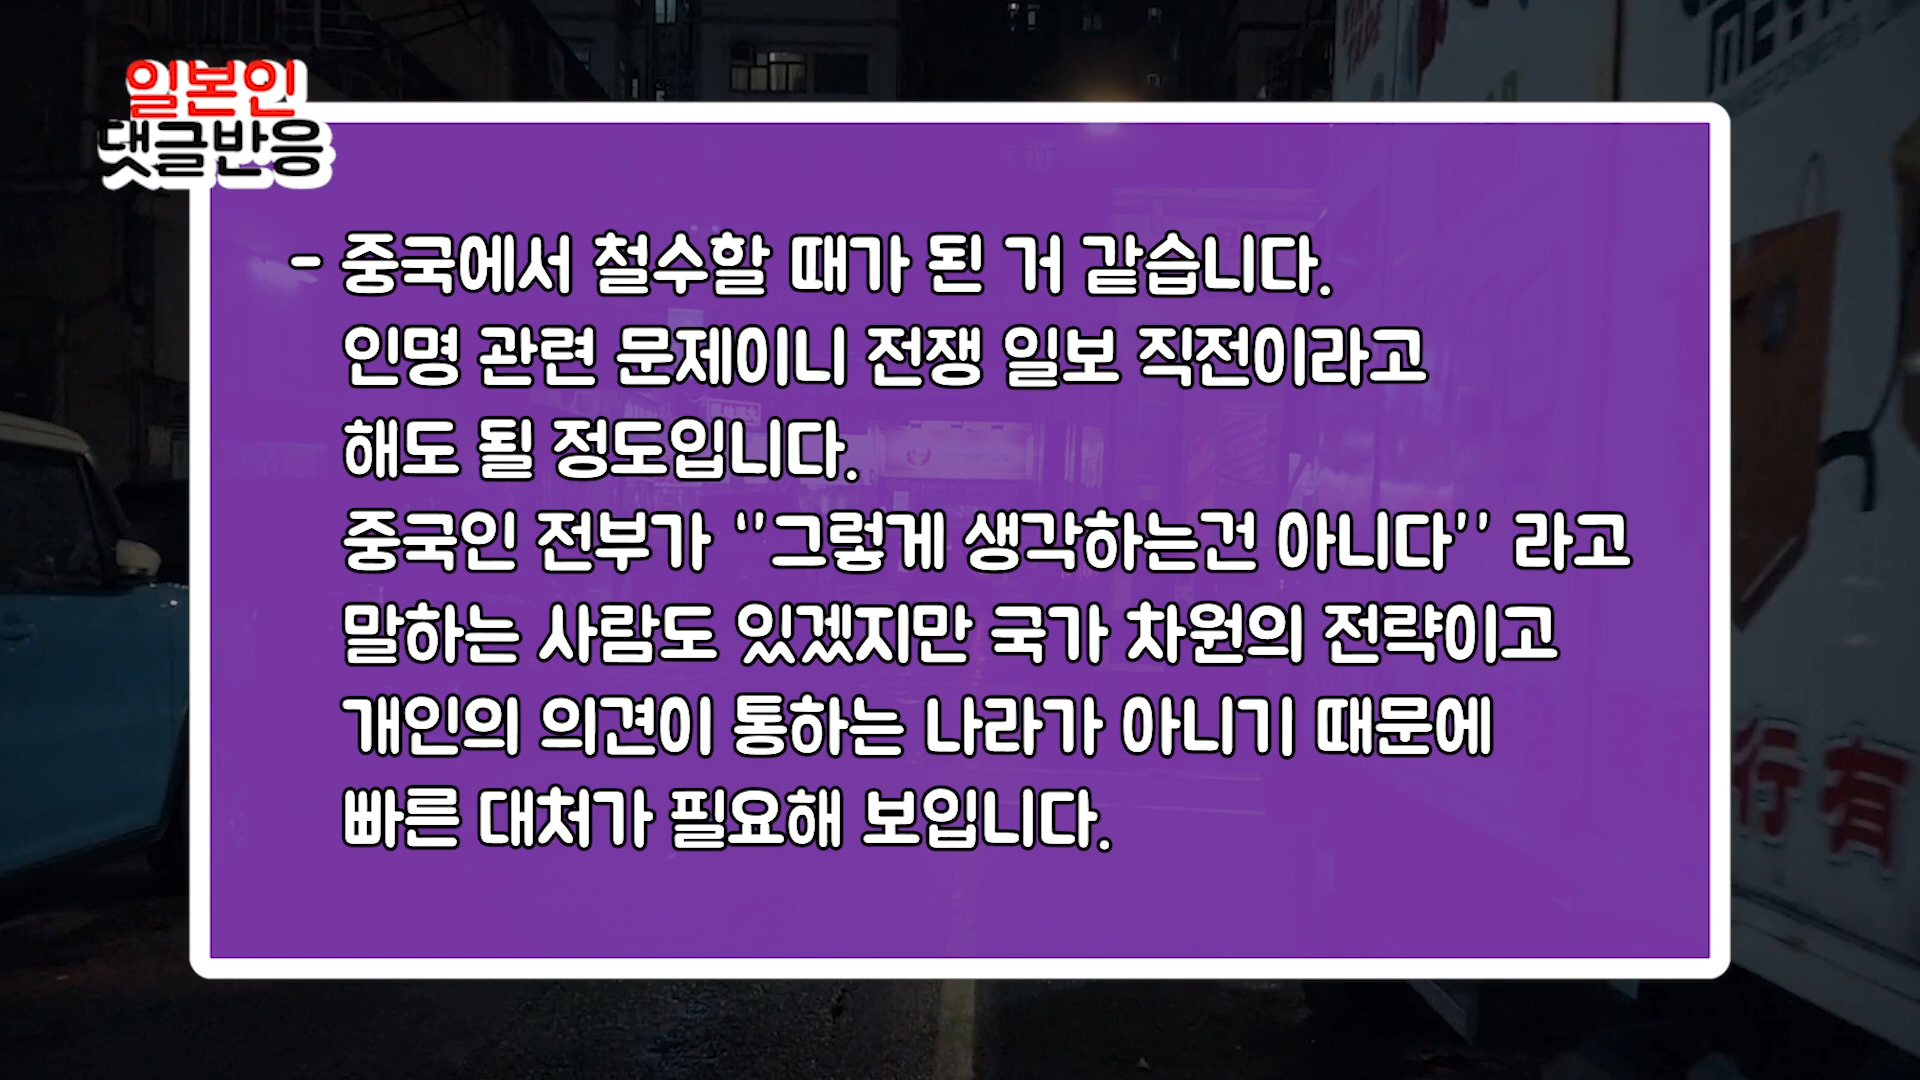 일본인
댓글반응
- 중국에서 철수할 때가 된 거 같습니다.
인명 관련 문제이니 전쟁 일보 직전이라고
해도 될 정도입니다.
중국인 전부가 ‘’그렇게 생각하는건 아니다’’ 라고
말하는 사람도 있겠지만 국가 차원의 전략이고
개인의 의견이 통하는 나라가 아니기 때문에
빠른 대처가 필요해 보입니다.
行有